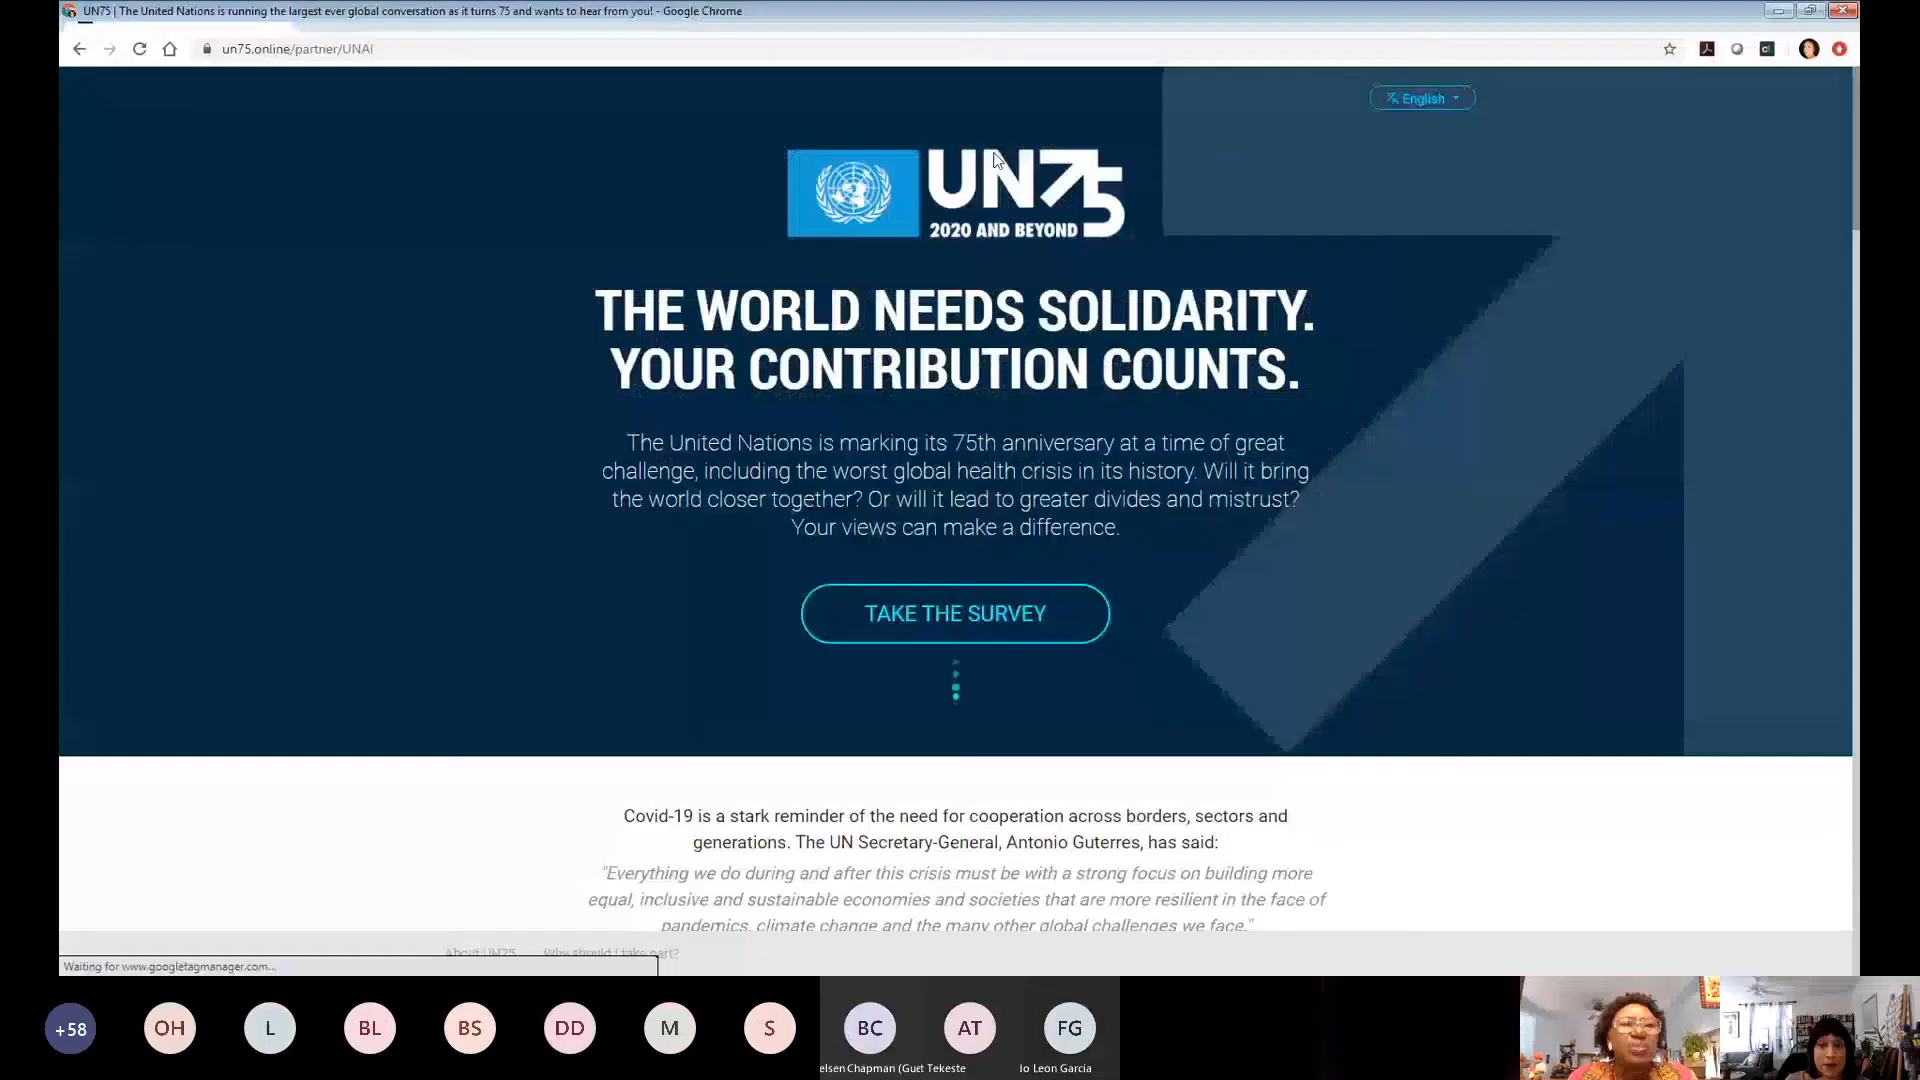 UN75 | The United Nations is running the largest ever global conversation as it turns 75 and wants to hear from you! - Google Chrome
un75.online/partner/UNAI
English
UN75
2020 AND BEYOND
THE WORLD NEEDS SOLIDARITY.
YOUR CONTRIBUTION COUNTS.
The United Nations is marking its 75th anniversary at a time of great
challenge, including the worst global health crisis in its history. Will it bring
the world closer together? Or will it lead to greater divides and mistrust?
Your views can make a difference.
TAKE THE SURVEY
Covid-19 is a stark reminder of the need for cooperation across borders, sectors and
generations. The UN Secretary-General, Antonio Guterres, has said:
"Everything we do during and after this crisis must be with a strong focus on building more
equal, inclusive and sustainable economies and societies that are more resilient in the face of
pandemics, climate change and the many other global challenges we face."
About UN75 Why should I take part?
Waiting for www.googletagmanager.com...
+58 OH L BL BS DD M S BC AT FG
elsen Chapman (Guet Tekeste lo Leon Garcia